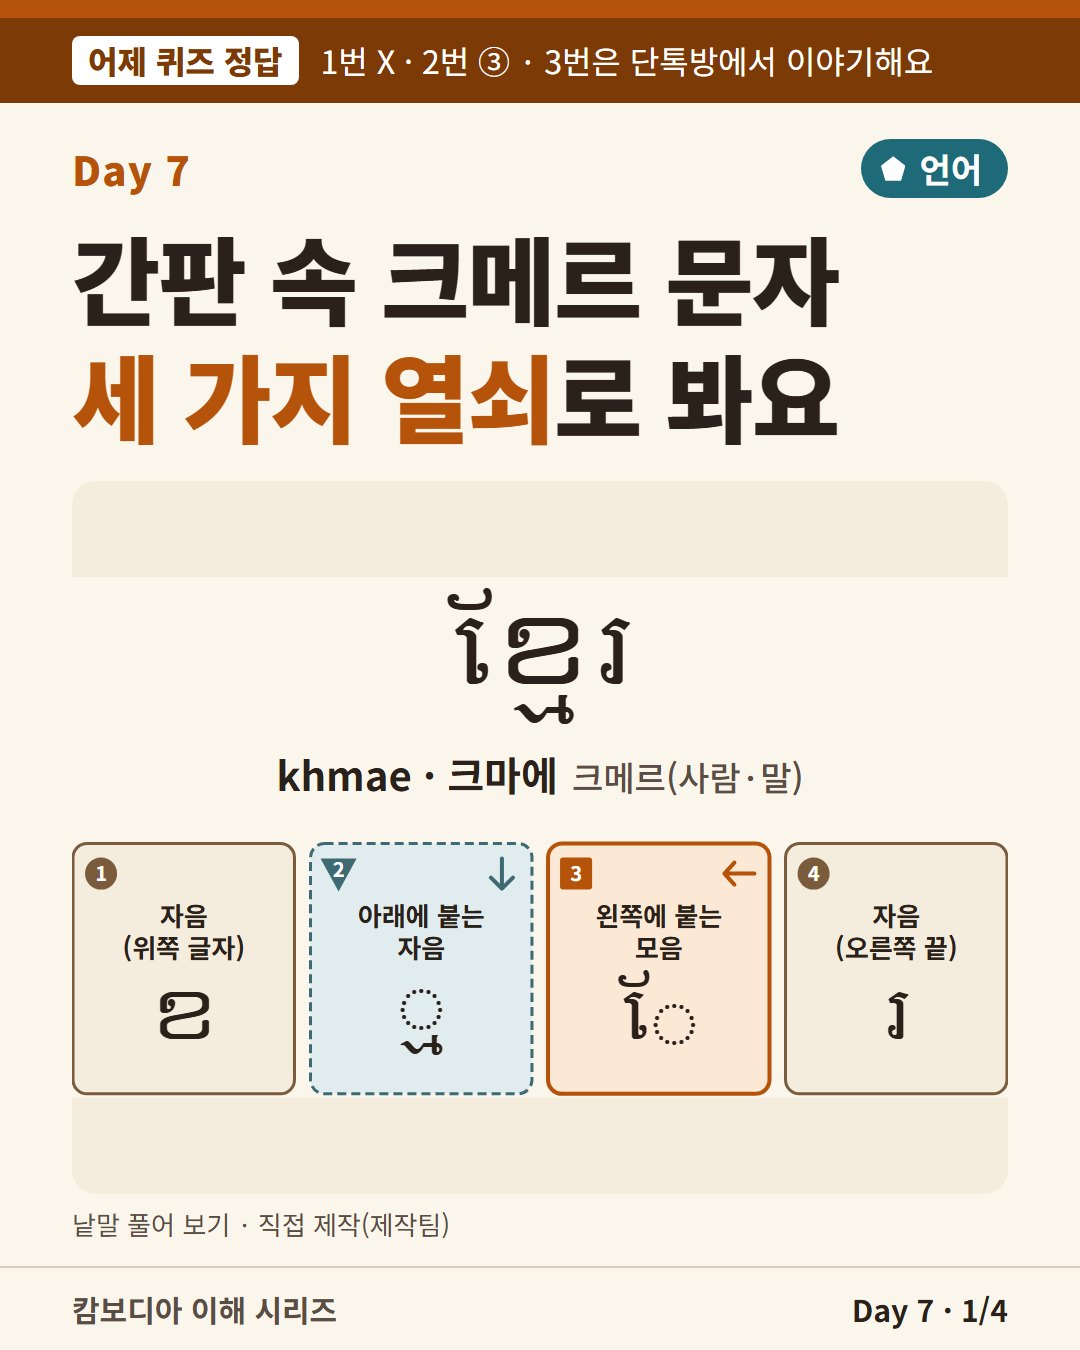 어제 퀴즈 정답 1번 X · 2번 ③ · 3번은 단톡방에서 이야기해요
Day 7
언어
간판 속 크메르 문자
세 가지 열쇠로 봐요
ខ្មែរ
khmae · 크마에 크메르(사람·말)
1
자음
(위쪽 글자)
ខ
2 ↓
아래에 붙는
자음
◌្ម
3 ←
왼쪽에 붙는
모음
ែ◌
4
자음
(오른쪽 끝)
រ
낱말 풀어 보기 · 직접 제작(제작팀)
캄보디아 이해 시리즈
Day 7 · 1/4